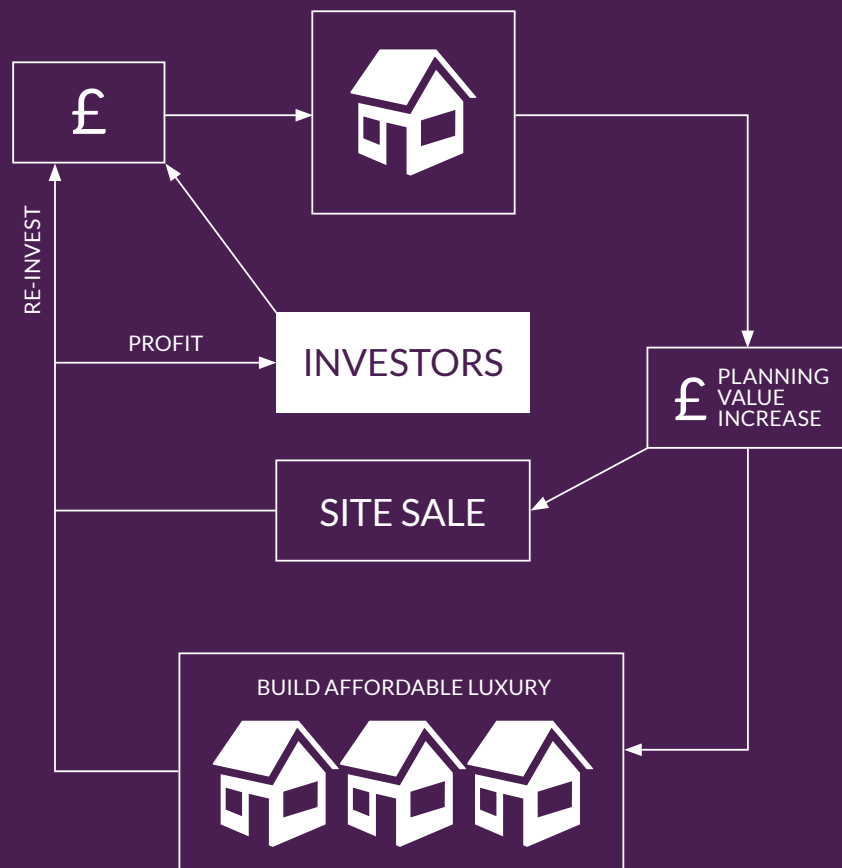 £
RE-INVEST
PROFIT
INVESTORS
£
PLANNING
VALUE
INCREASE
SITE SALE
BUILD AFFORDABLE LUXURY